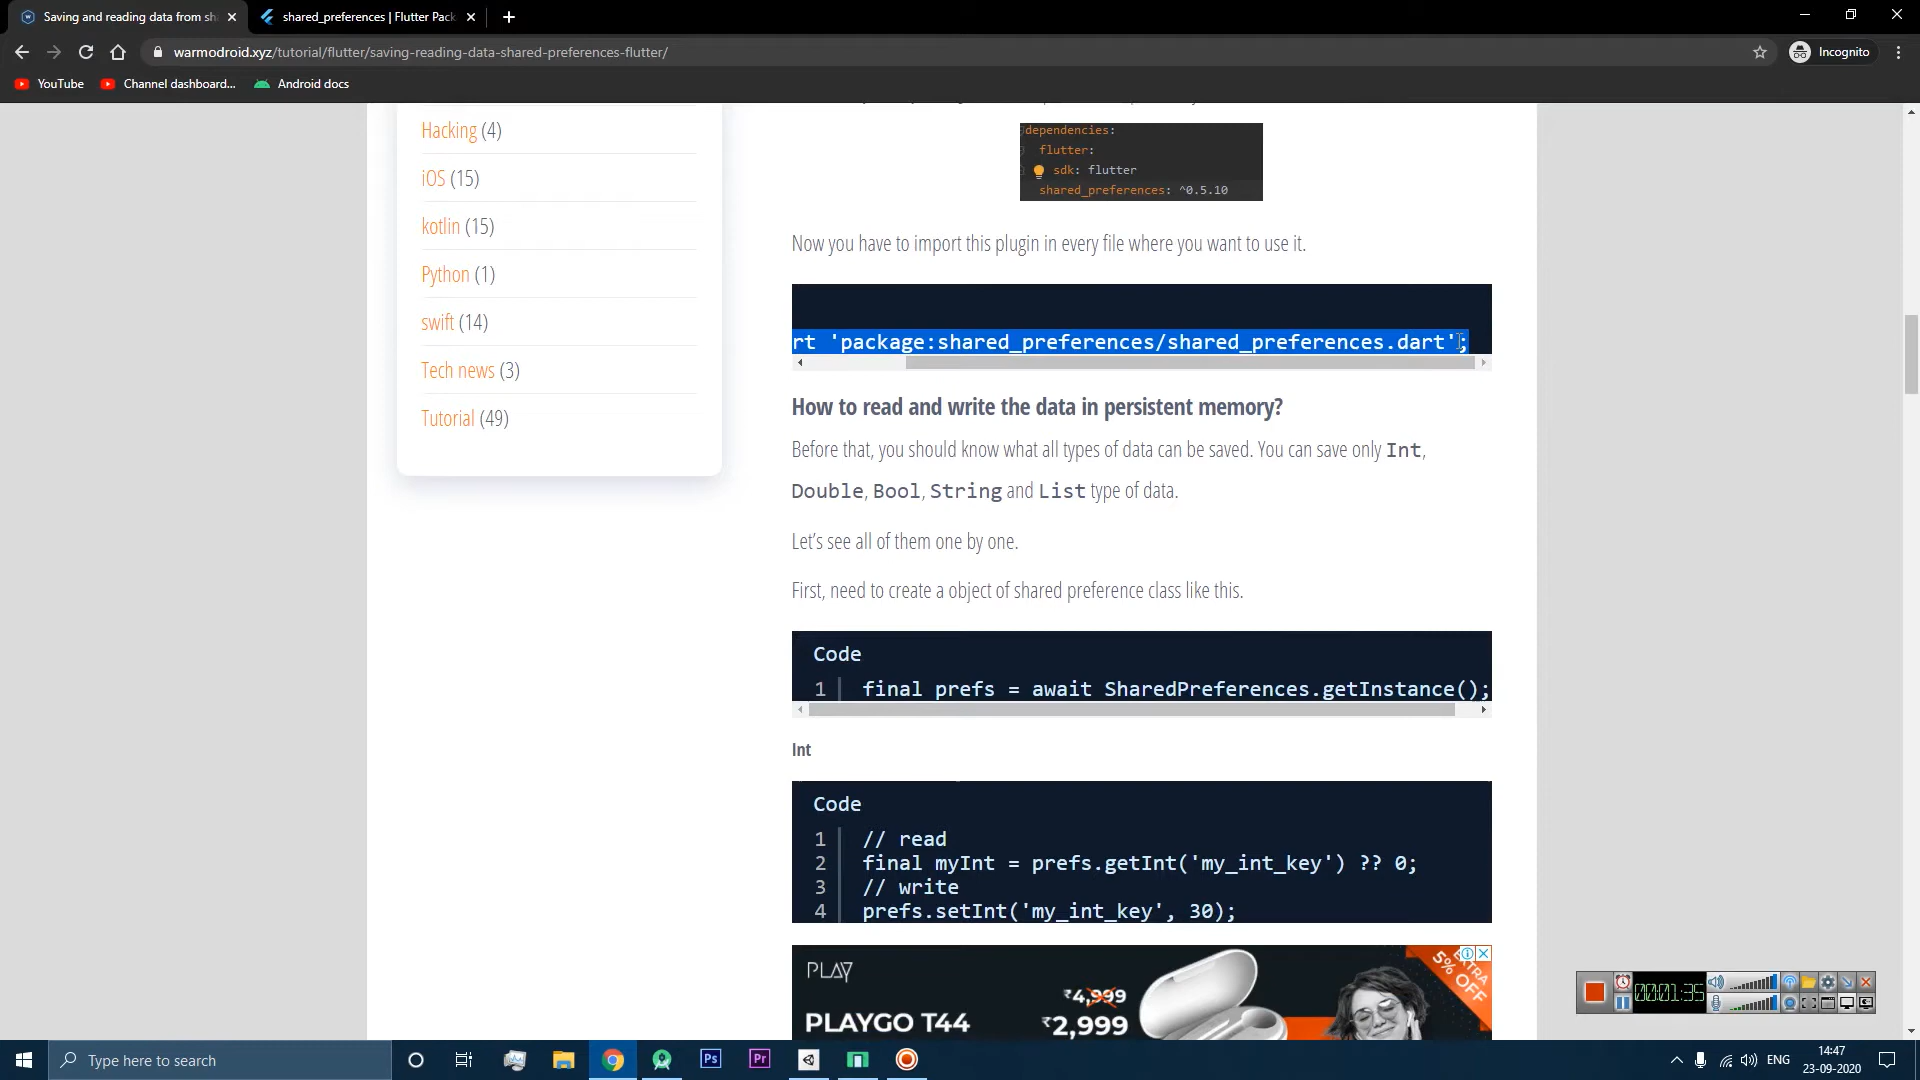 Saving and reading data from sh
shared_preferences | Flutter Pack
warmodroid.xyz/tutorial/flutter/saving-reading-data-shared-preferences-flutter/
Incognito
YouTube
Channel dashboard...
Android docs
Hacking (4)
iOS (15)
kotlin (15)
Python (1)
swift (14)
Tech news (3)
Tutorial (49)
dependencies:
flutter:
sdk: flutter
shared_preferences: ^0.5.10
Now you have to import this plugin in every file where you want to use it.
rt 'package:shared_preferences/shared_preferences.dart';
How to read and write the data in persistent memory?
Before that, you should know what all types of data can be saved. You can save only Int,
Double, Bool, String and List type of data.
Let's see all of them one by one.
First, need to create a object of shared preference class like this.
Code
1 final prefs = await SharedPreferences.getInstance();
Int
Code
1 // read
2 final myInt = prefs.getInt('my_int_key') ?? 0;
3 // write
4 prefs.setInt('my_int_key', 30);
PLAY
PLAYGO T44
₹4,999
₹2,999
EXTRA
5% OFF
00:01:35
Type here to search
Ps
Pr
ENG
14:47
23-09-2020